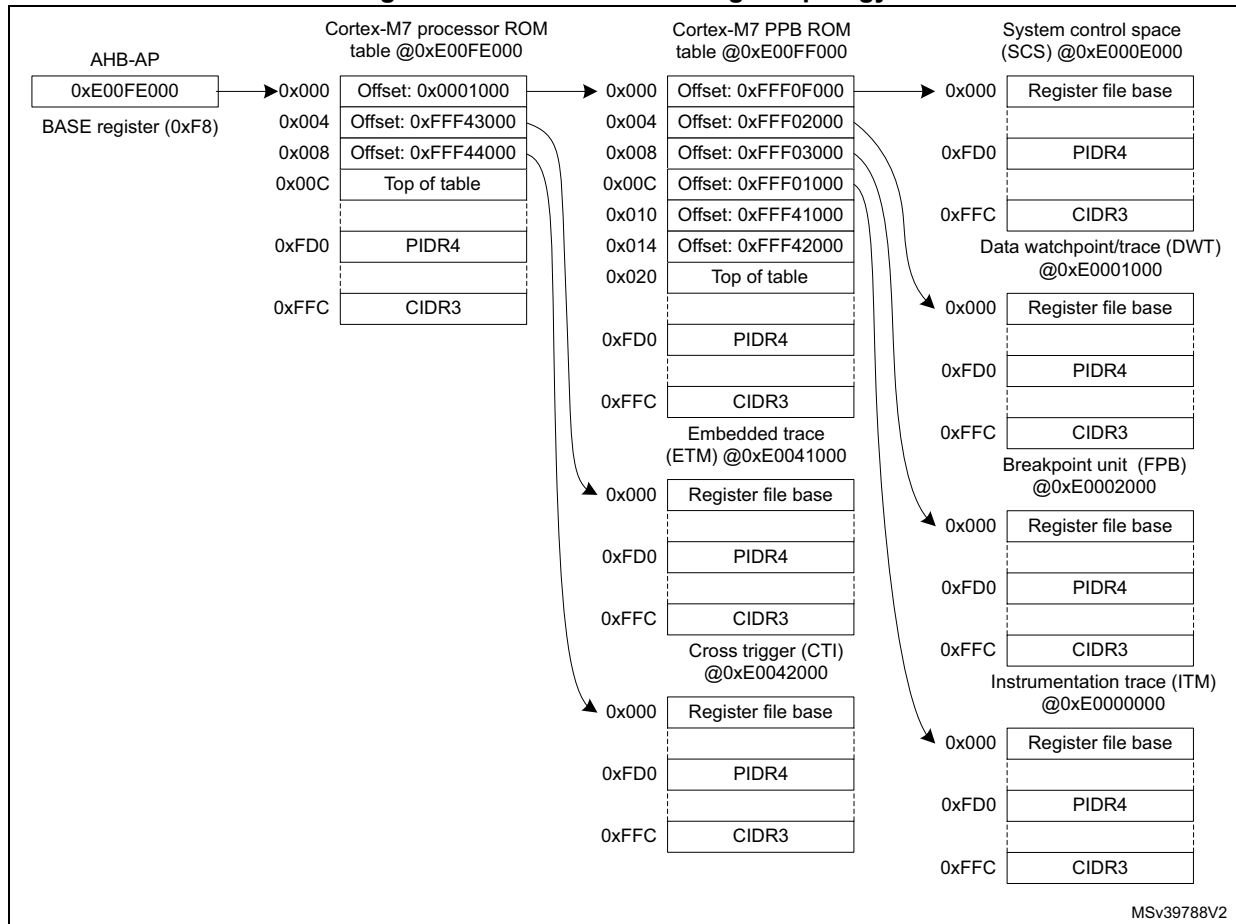 AHB-AP
0xE00FE000
BASE register (0xF8)
Cortex-M7 processor ROM
table @0xE00FE000
0x000 Offset: 0x0001000
0x004 Offset: 0xFFF43000
0x008 Offset: 0xFFF44000
0x00C Top of table
0xFD0 PIDR4
0xFFC CIDR3
Cortex-M7 PPB ROM
table @0xE00FF000
0x000 Offset: 0xFFF0F000
0x004 Offset: 0xFFF02000
0x008 Offset: 0xFFF03000
0x00C Offset: 0xFFF01000
0x010 Offset: 0xFFF41000
0x014 Offset: 0xFFF42000
0x020 Top of table
0xFD0 PIDR4
0xFFC CIDR3
Embedded trace
(ETM) @0xE0041000
0x000 Register file base
0xFD0 PIDR4
0xFFC CIDR3
Cross trigger (CTI)
@0xE0042000
0x000 Register file base
0xFD0 PIDR4
0xFFC CIDR3
System control space
(SCS) @0xE000E000
0x000 Register file base
0xFD0 PIDR4
0xFFC CIDR3
Data watchpoint/trace (DWT)
@0xE0001000
0x000 Register file base
0xFD0 PIDR4
0xFFC CIDR3
Breakpoint unit (FPB)
@0xE0002000
0x000 Register file base
0xFD0 PIDR4
0xFFC CIDR3
Instrumentation trace (ITM)
@0xE0000000
0x000 Register file base
0xFD0 PIDR4
0xFFC CIDR3
MSv39788V2